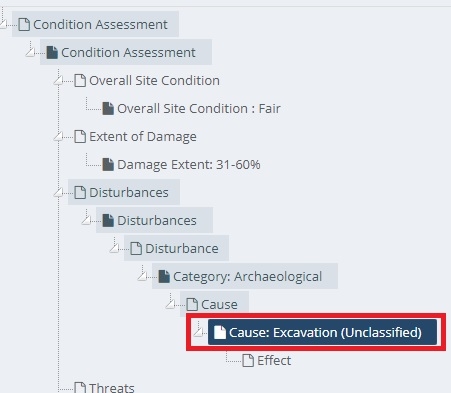 Condition Assessment
Condition Assessment
Overall Site Condition
Overall Site Condition : Fair
Extent of Damage
Damage Extent: 31-60%
Disturbances
Disturbances
Disturbance
Category: Archaeological
Cause
Cause: Excavation (Unclassified)
Effect
Threats